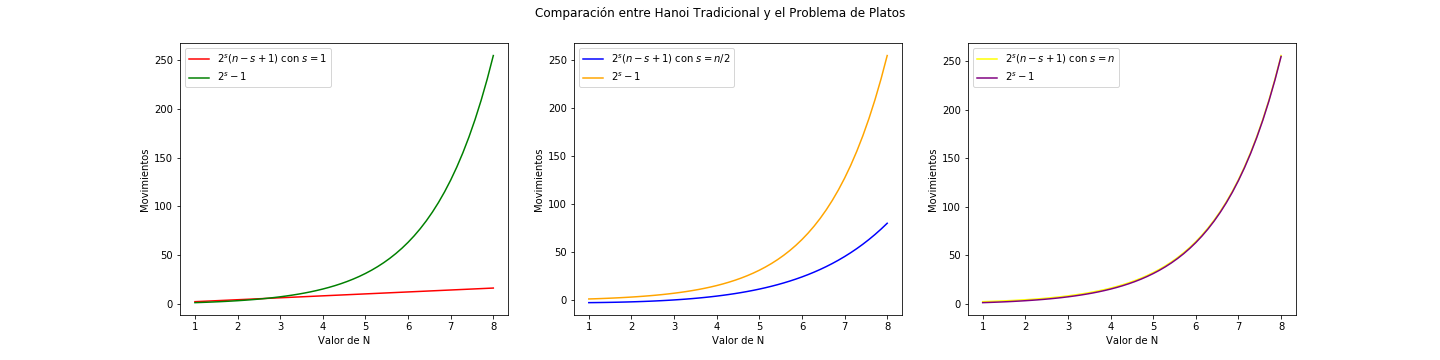 Comparación entre Hanoi Tradicional y el Problema de Platos
$2^s(n-s+1)$ con $s=1$
$2^s-1$
250
200
150
100
50
0
Movimientos
1 2 3 4 5 6 7 8
Valor de N
$2^s(n-s+1)$ con $s=n/2$
$2^s-1$
250
200
150
100
50
0
Movimientos
1 2 3 4 5 6 7 8
Valor de N
$2^s(n-s+1)$ con $s=n$
$2^s-1$
250
200
150
100
50
0
Movimientos
1 2 3 4 5 6 7 8
Valor de N